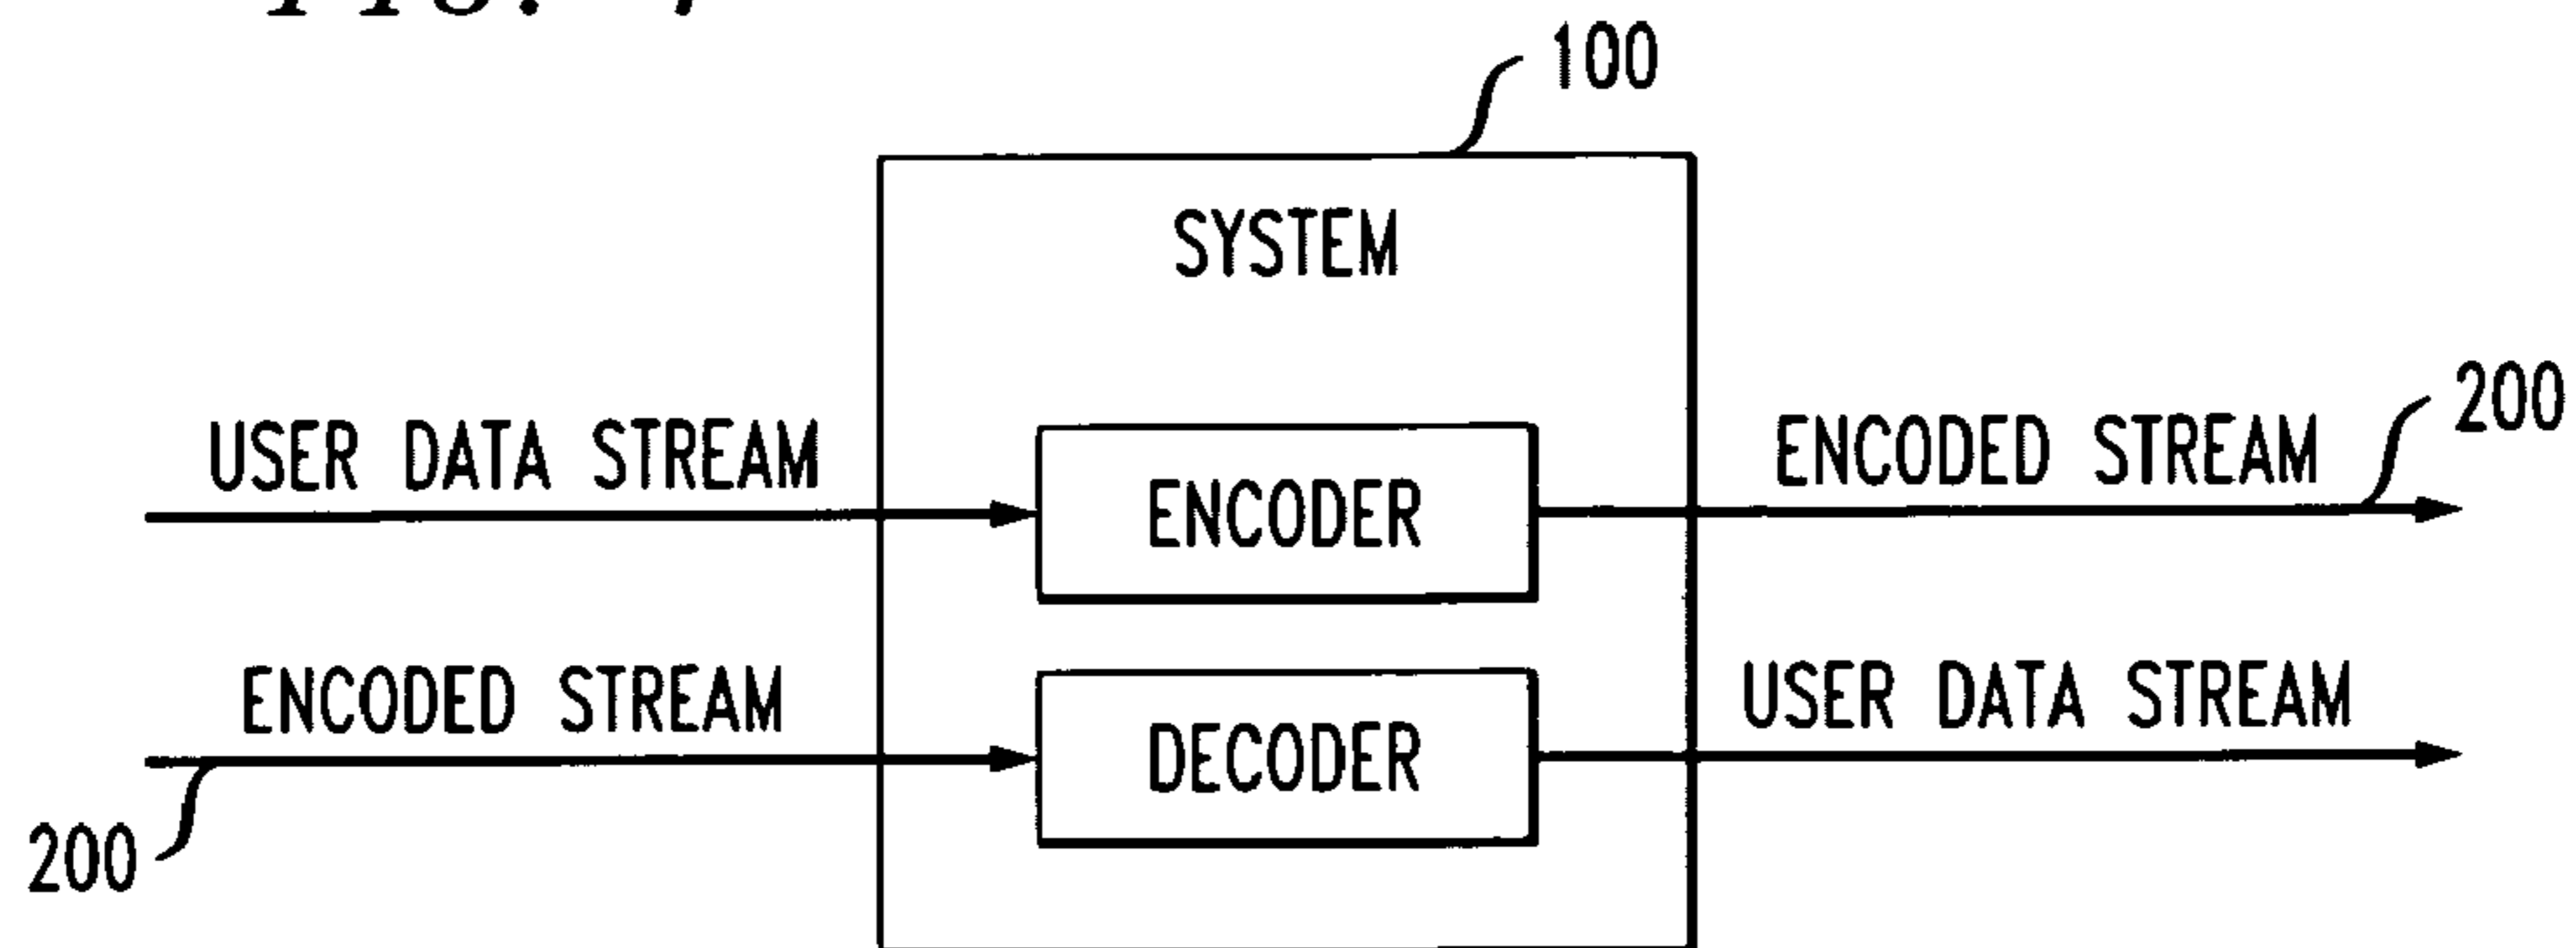 100
SYSTEM
200
USER DATA STREAM
ENCODED STREAM
ENCODER
ENCODED STREAM
USER DATA STREAM
DECODER
200